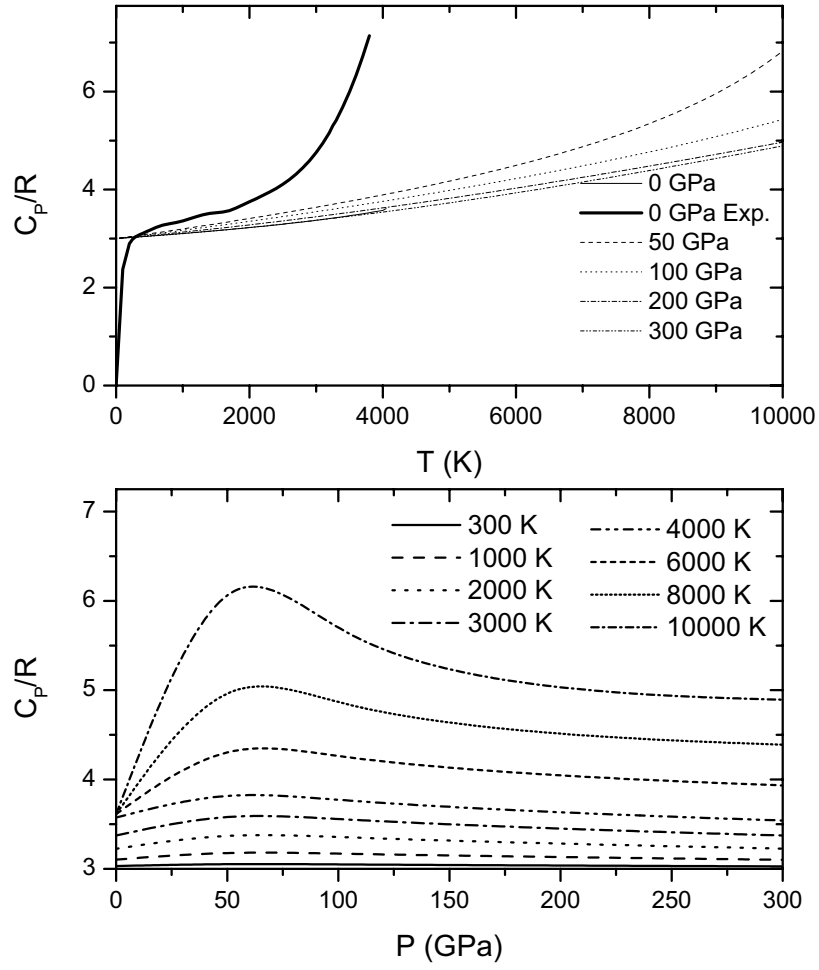 6
4
2
0
C_P/R
0 GPa
0 GPa Exp.
50 GPa
100 GPa
200 GPa
300 GPa
0 2000 4000 6000 8000 10000
T (K)
7
6
5
4
3
C_P/R
300 K
1000 K
2000 K
3000 K
4000 K
6000 K
8000 K
10000 K
0 50 100 150 200 250 300
P (GPa)